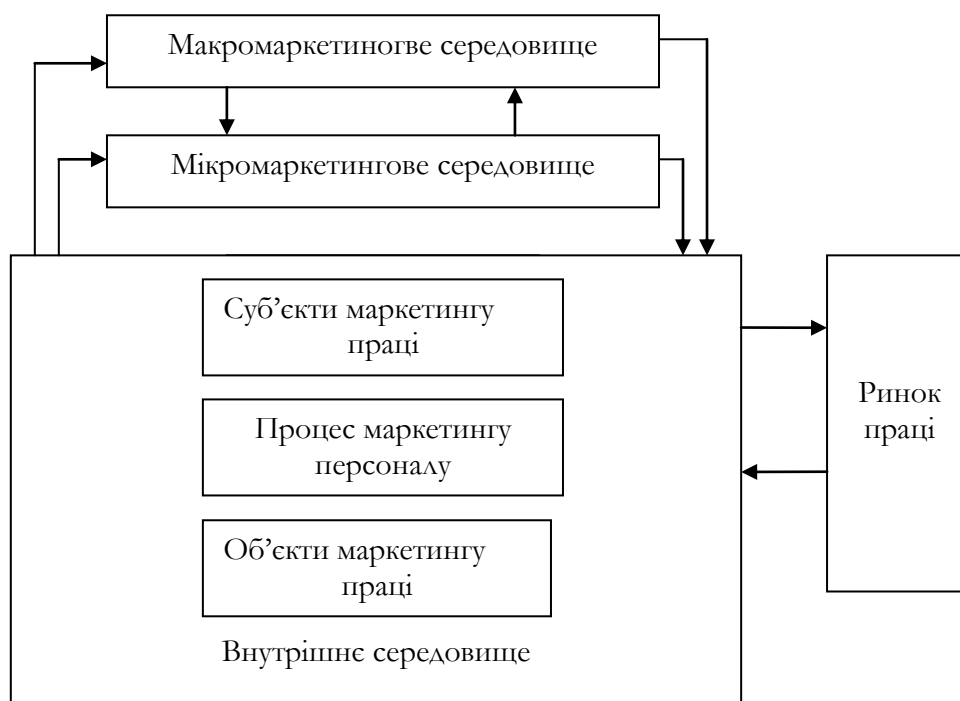 Макромаркетиногве середовище
Мікромаркетингове середовище
Суб’єкти маркетингу
праці
Процес маркетингу
персоналу
Об’єкти маркетингу
праці
Внутрішнє середовище
Ринок
праці